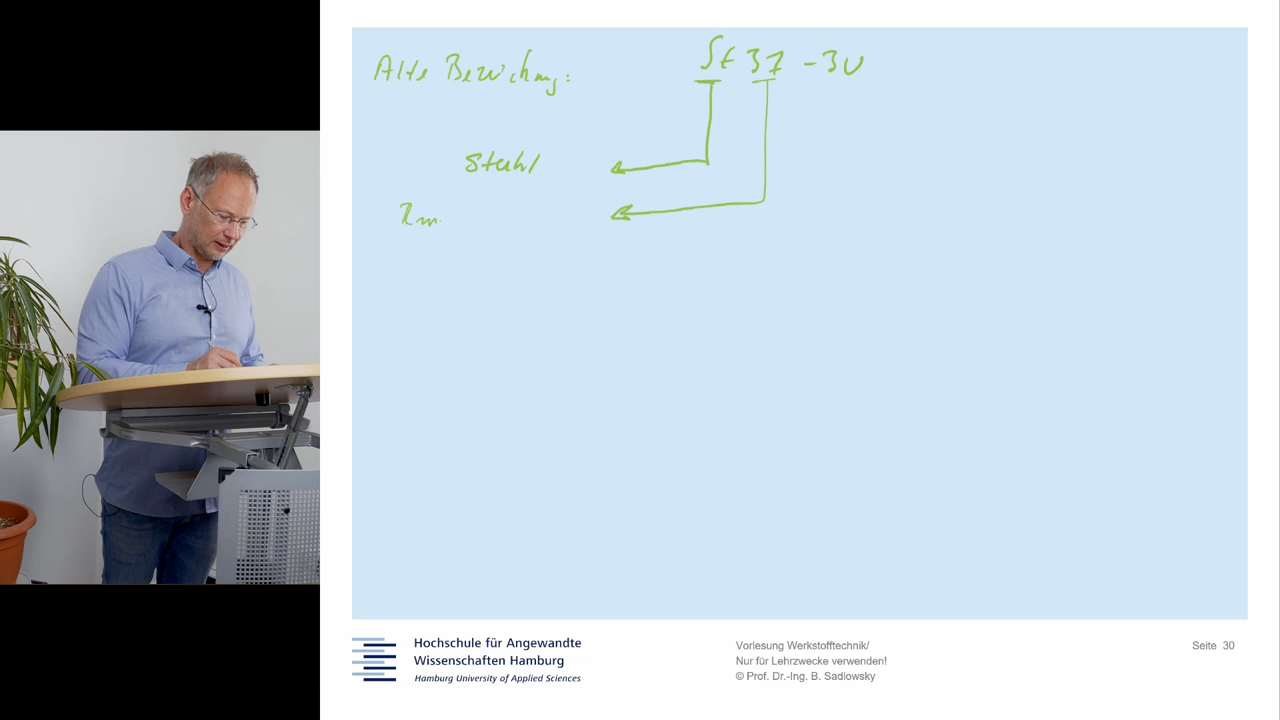 Alte Bezeichnung: St 37 - 3U
Stahl
Rm
Hochschule für Angewandte
Wissenschaften Hamburg
Hamburg University of Applied Sciences
Vorlesung Werkstofftechnik/
Nur für Lehrzwecke verwenden!
© Prof. Dr.-Ing. B. Sadlowsky
Seite 30